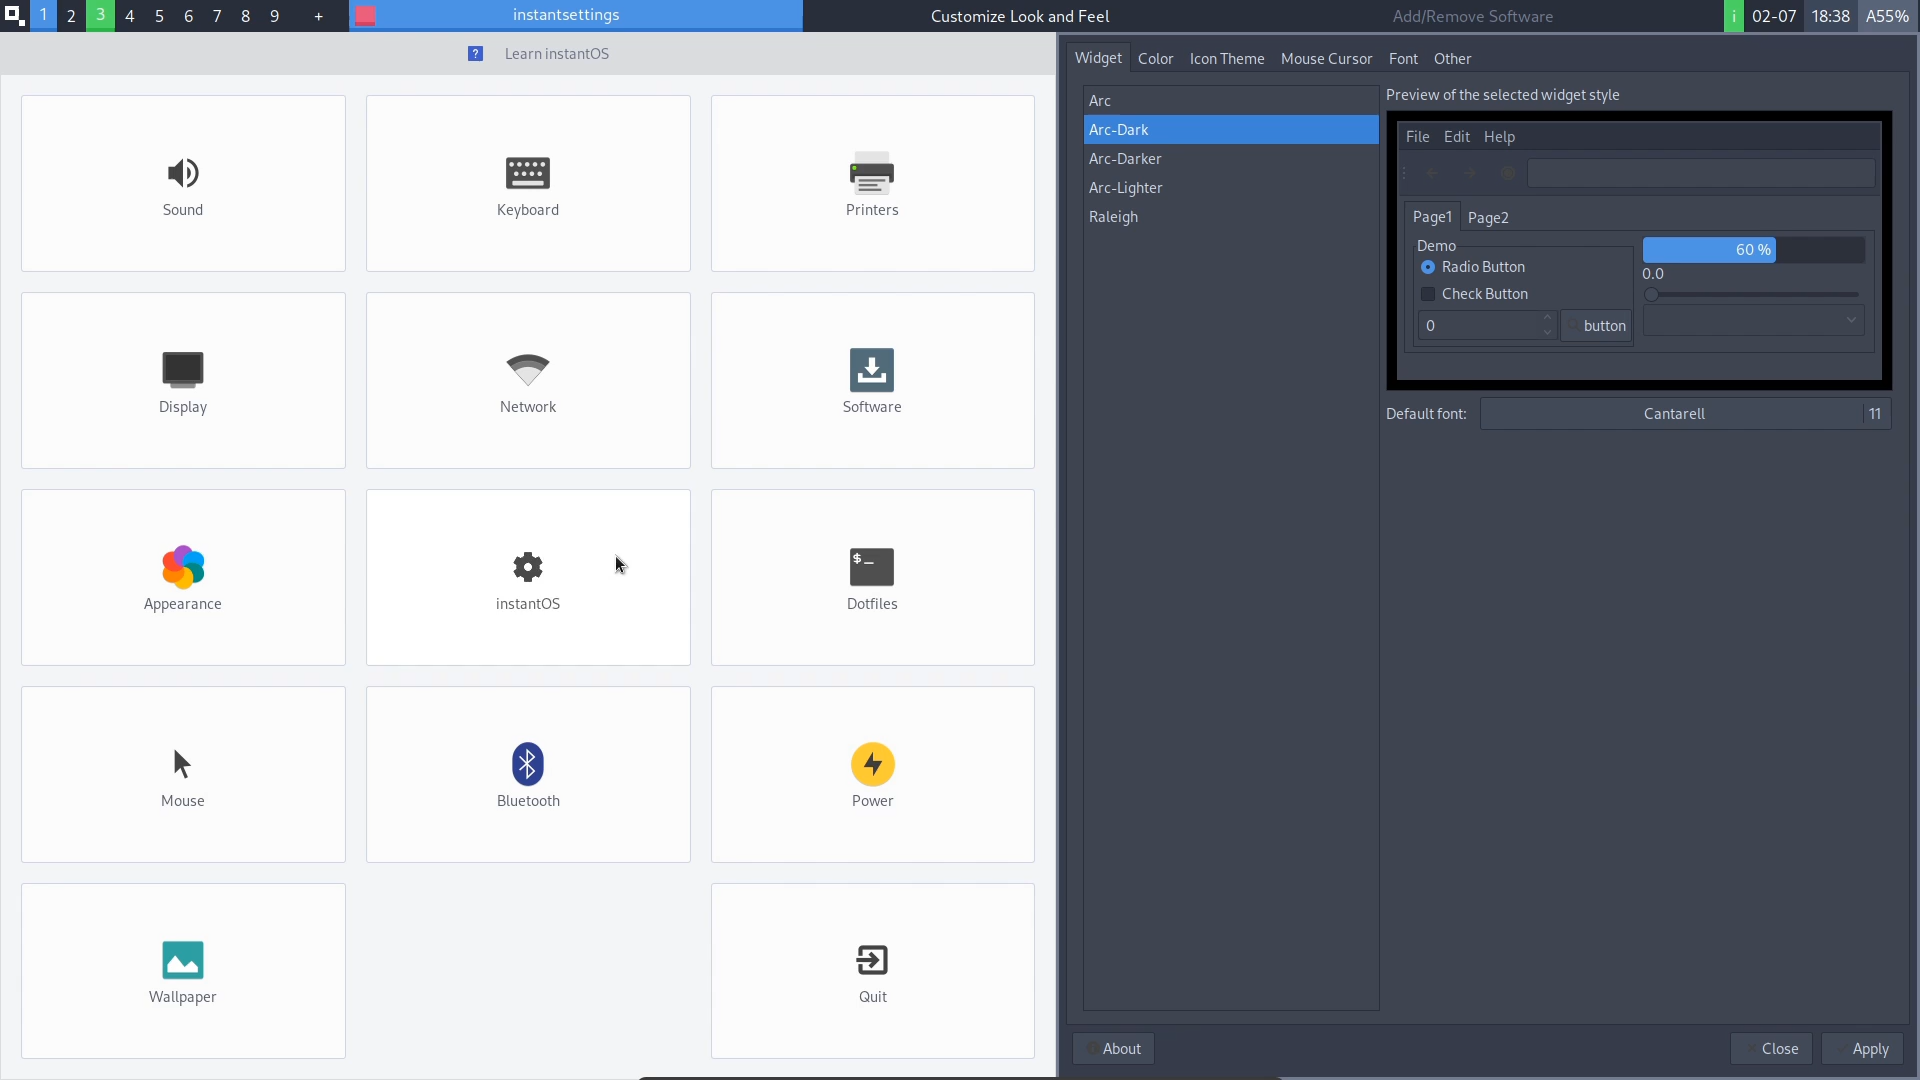 1 2 3 4 5 6 7 8 9 + instantsettings Customize Look and Feel Add/Remove Software i 02-07 18:38 A55%
? Learn instantOS
Sound Keyboard Printers
Display Network Software
Appearance instantOS Dotfiles
$_
Mouse Bluetooth Power
Wallpaper Quit
Widget Color Icon Theme Mouse Cursor Font Other
Arc
Arc-Dark
Arc-Darker
Arc-Lighter
Raleigh
Preview of the selected widget style
File Edit Help
Page1 Page2
Demo
Radio Button
Check Button
0 button
60 %
0.0
Default font: Cantarell 11
About Close Apply